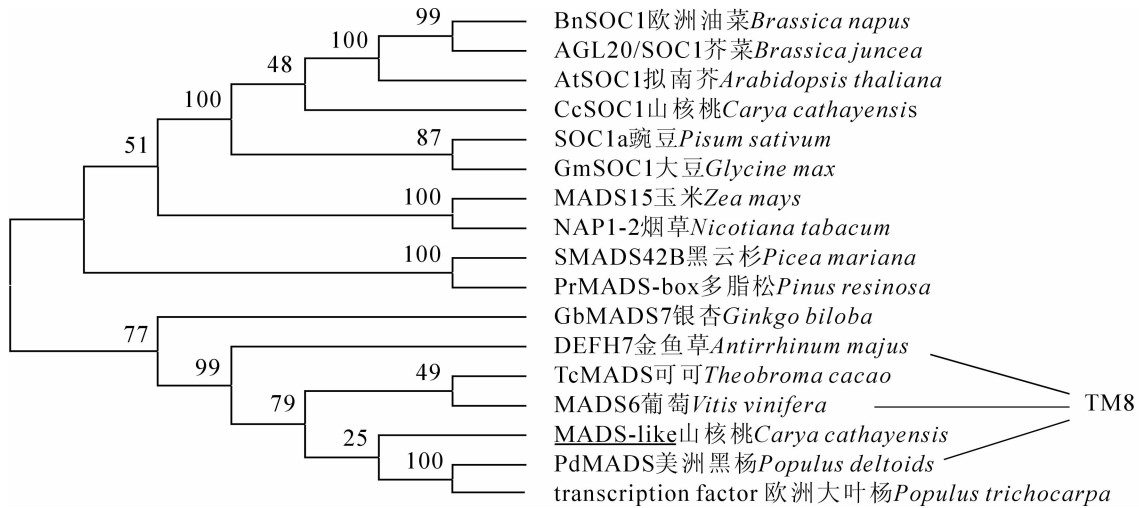 99
BnSOC1欧洲油菜Brassica napus
100
AGL20/SOC1芥菜Brassica juncea
48
AtSOC1拟南芥Arabidopsis thaliana
100
CcSOC1山核桃Carya cathayensis
51
87
SOC1a豌豆Pisum sativum
GmSOC1大豆Glycine max
100
MADS15玉米Zea mays
NAP1-2烟草Nicotiana tabacum
100
SMADS42B黑云杉Picea mariana
PrMADS-box多脂松Pinus resinosa
77
GbMADS7银杏Ginkgo biloba
99
DEFH7金鱼草Antirrhinum majus
49
TcMADS可可Theobroma cacao
79
MADS6葡萄Vitis vinifera
TM8
25
MADS-like山核桃Carya cathayensis
100
PdMADS美洲黑杨Populus deltoids
transcription factor 欧洲大叶杨Populus trichocarpa